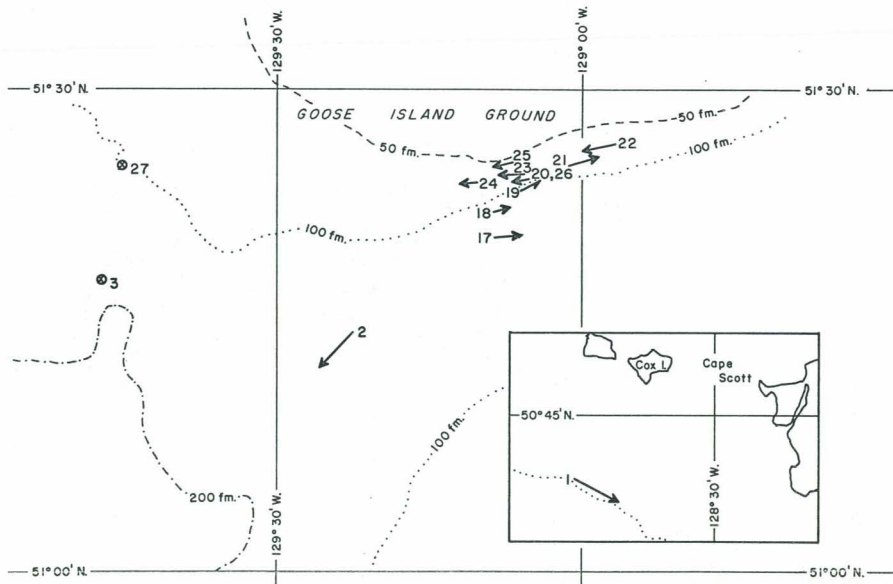 129° 30' W.
129° 00' W.
51° 30' N.
51° 30' N.
GOOSE ISLAND GROUND
50 fm.
50 fm.
100 fm.
22
21
25
23
20,26
24
19
18
17
27
100 fm.
3
2
Cox I.
Cape
Scott
50° 45' N.
1
128° 30' W.
100 fm.
200 fm.
129° 30' W.
51° 00' N.
51° 00' N.